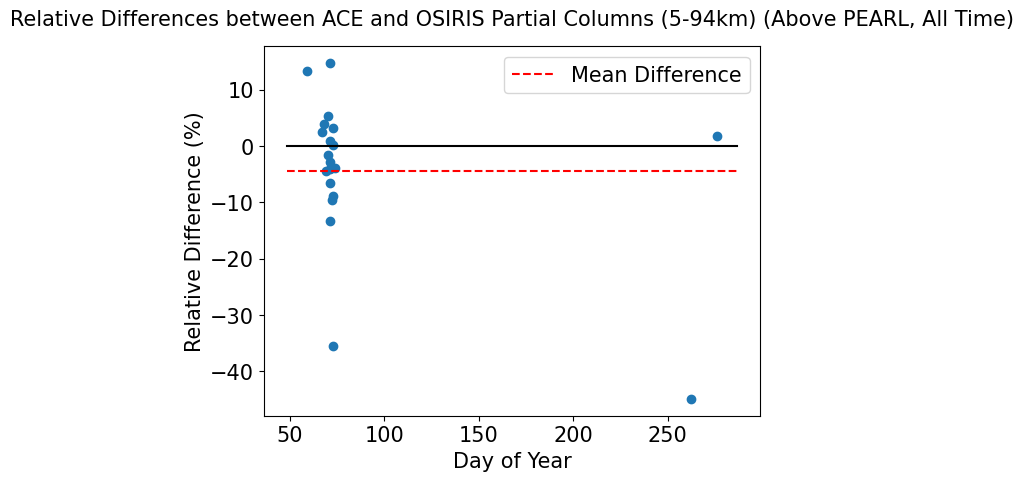 Relative Differences between ACE and OSIRIS Partial Columns (5-94km) (Above PEARL, All Time)
Mean Difference
10
0
−10
−20
−30
−40
Relative Difference (%)
50 100 150 200 250
Day of Year